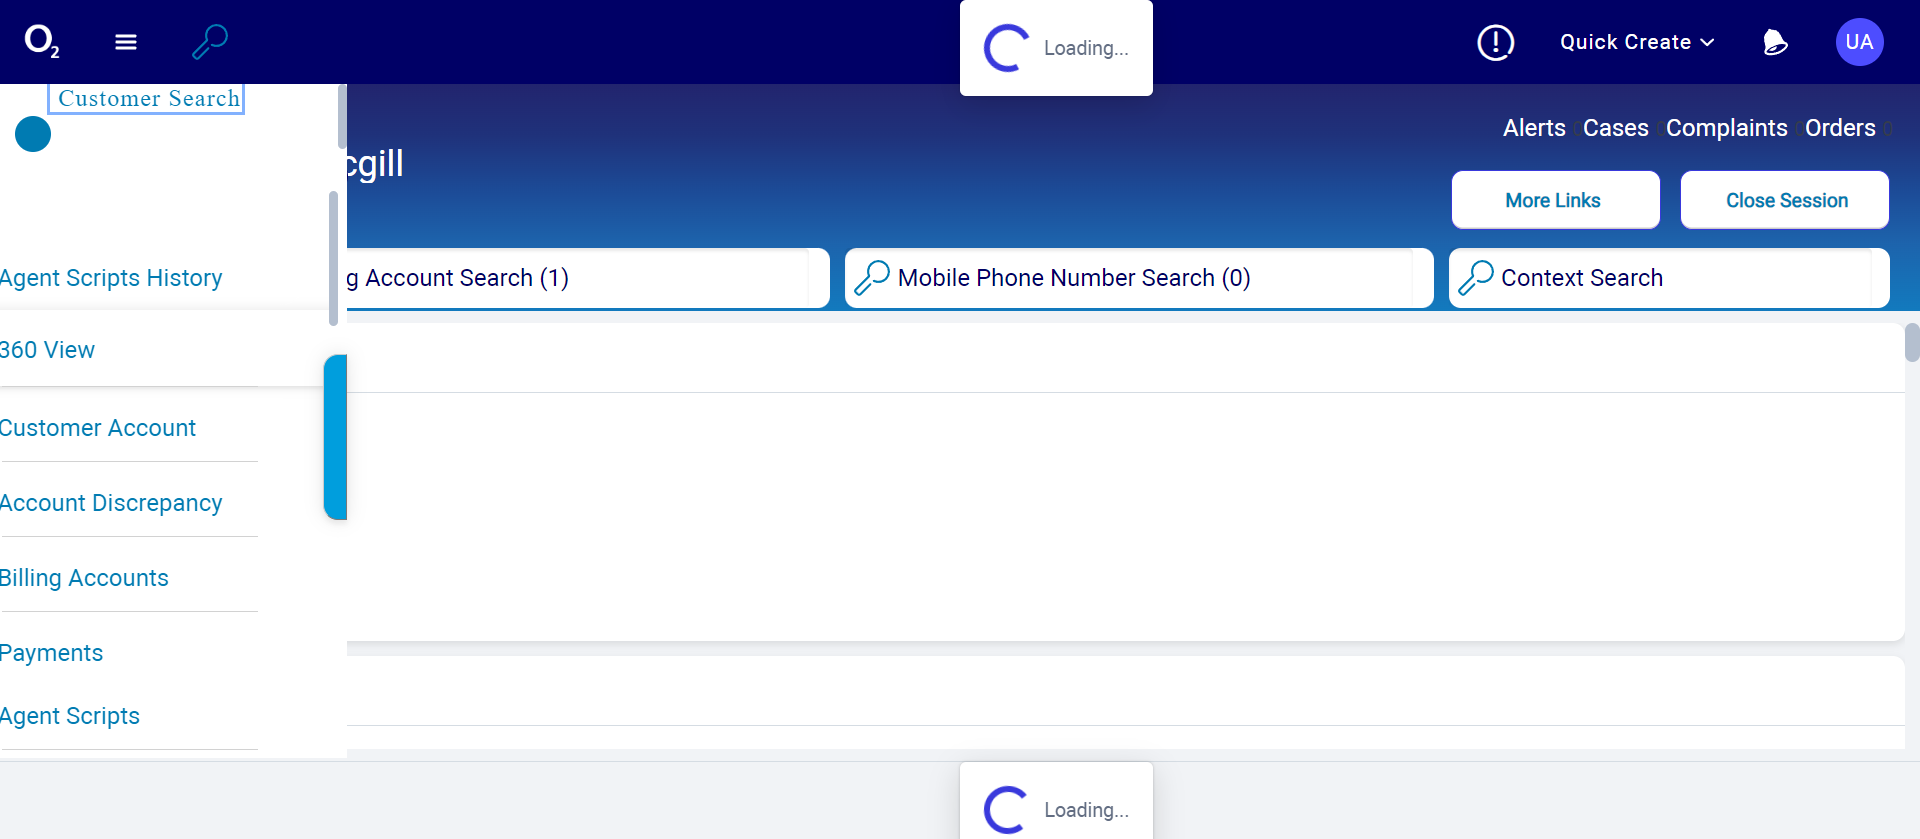 O2
Loading...
Quick Create
UA
Customer Search
Alerts 0 Cases 0 Complaints 0 Orders 0
cgill
More Links
Close Session
Agent Scripts History
g Account Search (1)
Mobile Phone Number Search (0)
Context Search
360 View
Customer Account
Account Discrepancy
Billing Accounts
Payments
Agent Scripts
Loading...